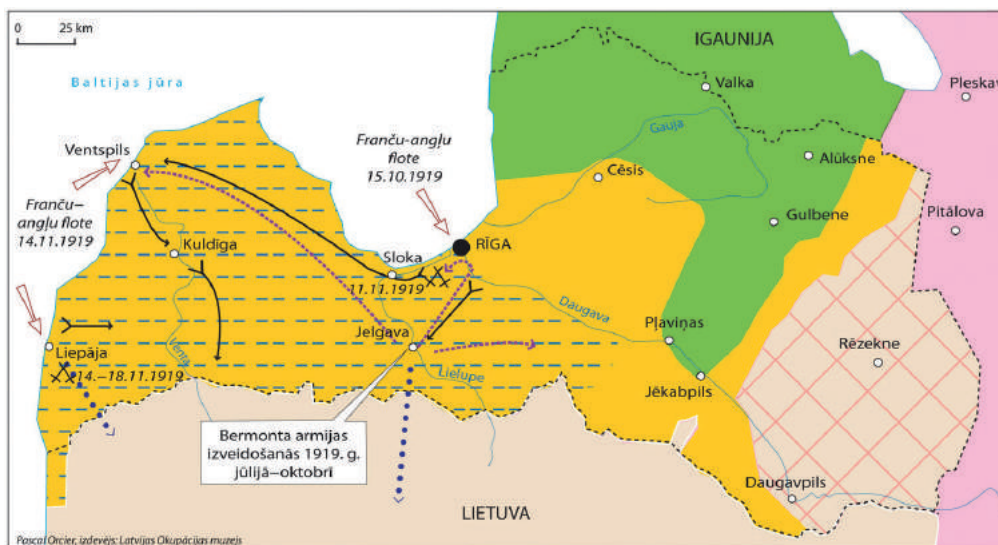 0 25 km
IGAUNIJA
Baltijas jūra
Valka
Pleskava
Gauja
Franču-angļu
flote
15.10.1919
Ventspils
Alūksne
Cēsis
Franču–
angļu flote
14.11.1919
Gulbene
Pitālova
Kuldīga
RĪGA
Sloka
11.11.1919
Daugava
Pļaviņas
Jelgava
Rēzekne
Liepāja
Venta
14.–18.11.1919
Lielupe
Jēkabpils
Bermonta armijas
izveidošanās 1919. g.
jūlijā–oktobrī
Daugavpils
LIETUVA
Pascal Orcier, izdevējs: Latvijas Okupācijas muzejs